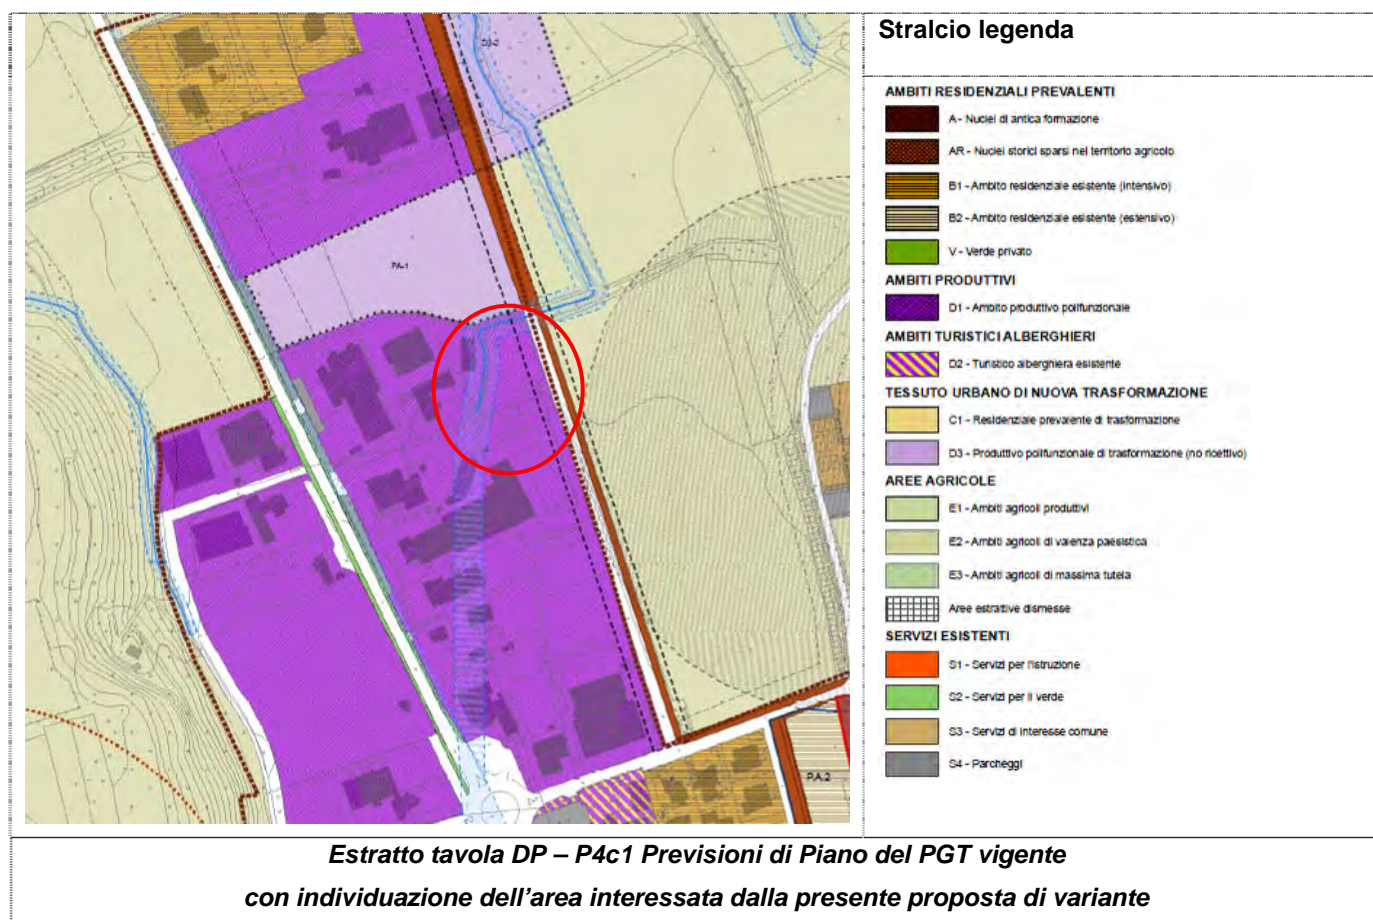 Stralcio legenda
D3-2
PA-1
P.A.2
AMBITI RESIDENZIALI PREVALENTI
A - Nuclei di antica formazione
AR - Nuclei storici sparsi nel territorio agricolo
B1 - Ambito residenziale esistente (intensivo)
B2 - Ambito residenziale esistente (estensivo)
V - Verde privato
AMBITI PRODUTTIVI
D1 - Ambito produttivo polifunzionale
AMBITI TURISTICI ALBERGHIERI
D2 - Turistico alberghiera esistente
TESSUTO URBANO DI NUOVA TRASFORMAZIONE
C1 - Residenziale prevalente di trasformazione
D3 - Produttivo polifunzionale di trasformazione (no ricettivo)
AREE AGRICOLE
E1 - Ambiti agricoli produttivi
E2 - Ambiti agricoli di valenza paesistica
E3 - Ambiti agricoli di massima tutela
Aree estrattive dismesse
SERVIZI ESISTENTI
S1 - Servizi per l'istruzione
S2 - Servizi per il verde
S3 - Servizi di interesse comune
S4 - Parcheggi
Estratto tavola DP – P4c1 Previsioni di Piano del PGT vigente
con individuazione dell'area interessata dalla presente proposta di variante